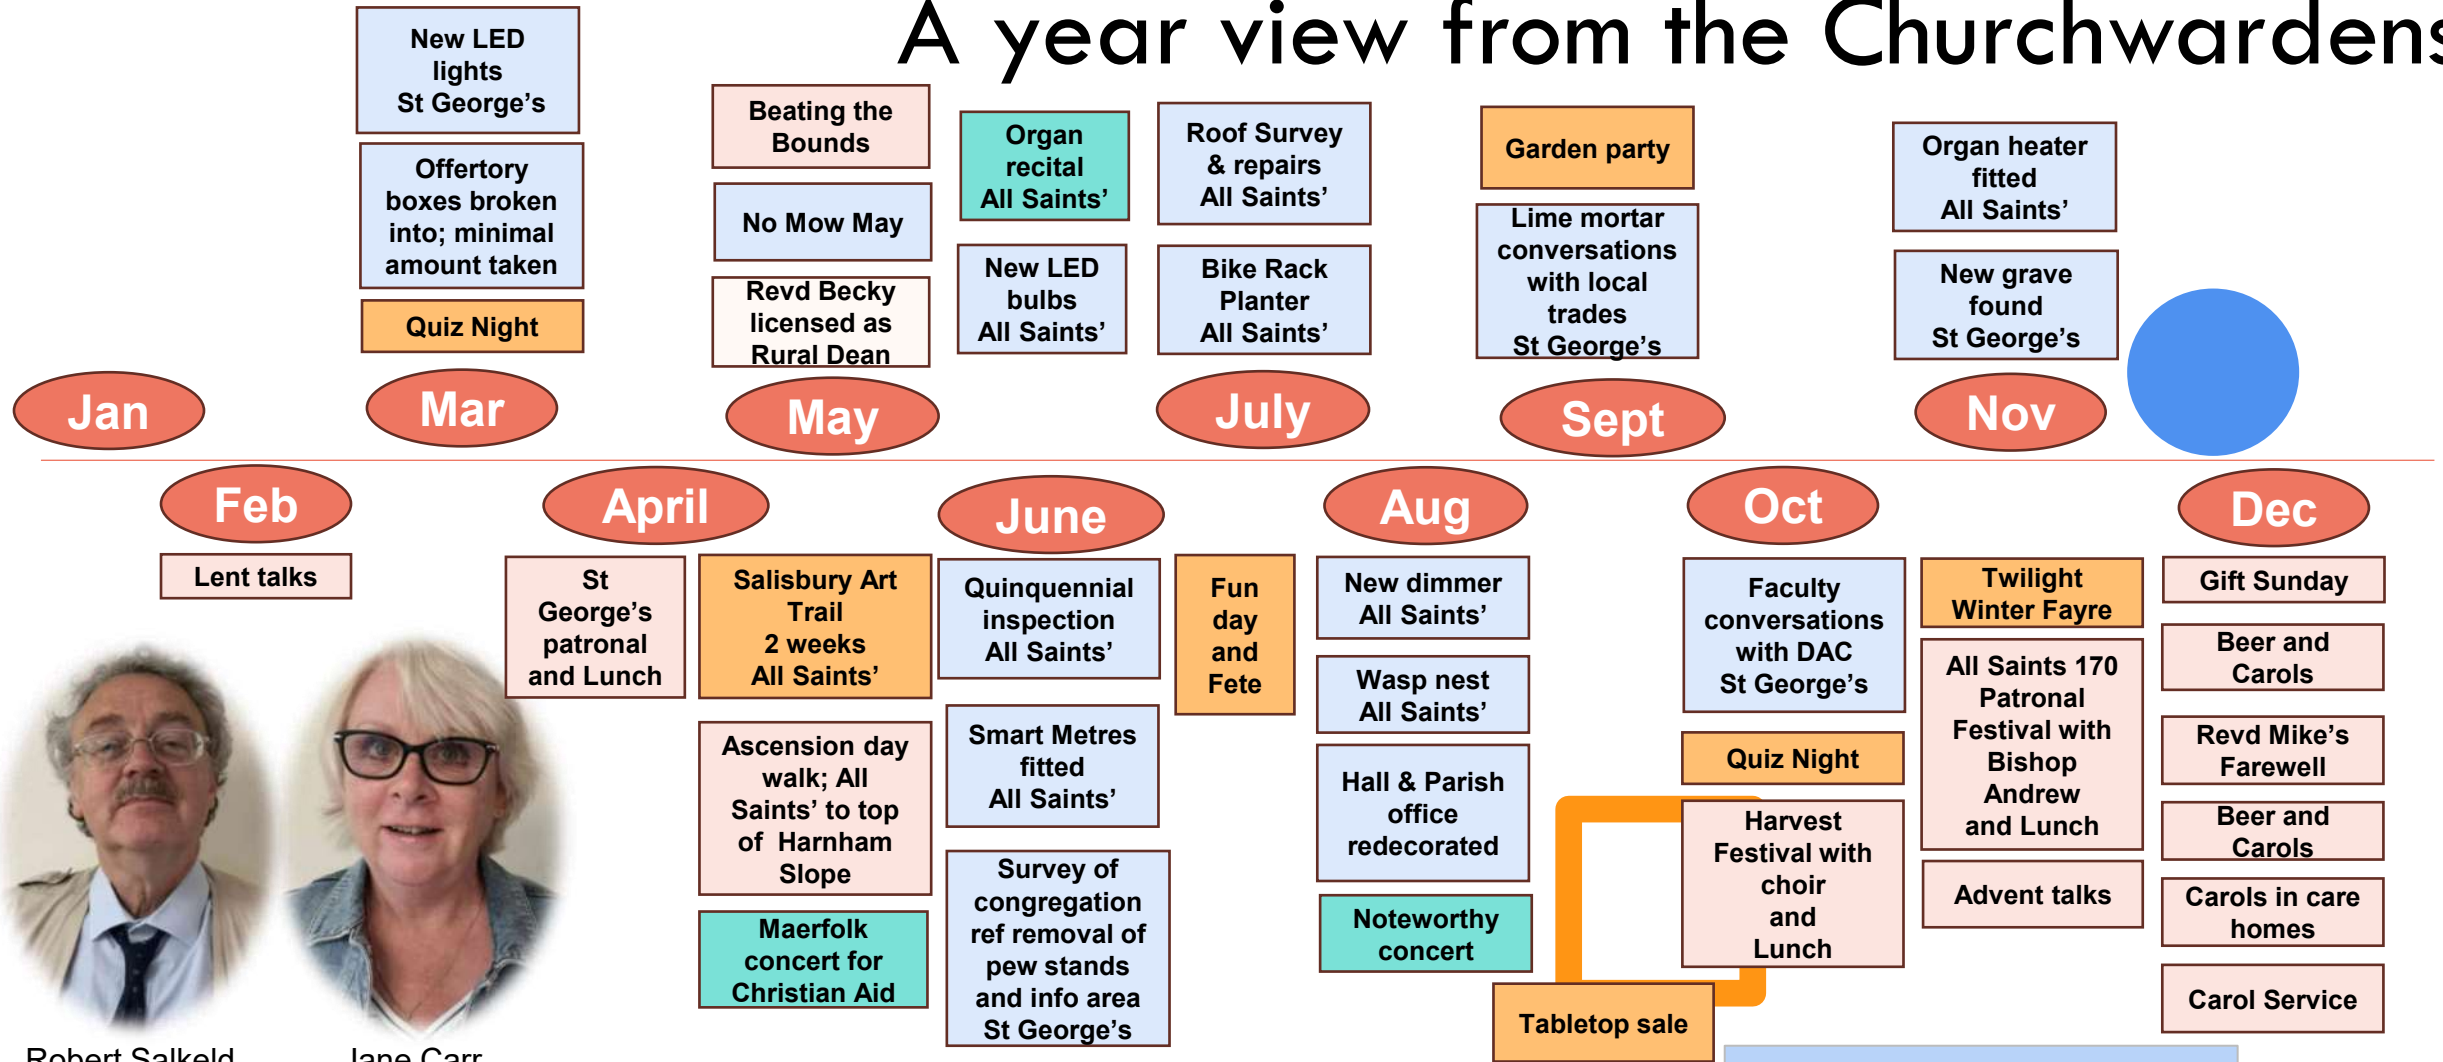 A year view from the Churchwardens
New LED
lights
St George’s
Offertory
boxes broken
into; minimal
amount taken
Quiz Night
Beating the
Bounds
No Mow May
Revd Becky
licensed as
Rural Dean
Organ
recital
All Saints’
New LED
bulbs
All Saints’
Roof Survey
& repairs
All Saints’
Bike Rack
Planter
All Saints’
Garden party
Lime mortar
conversations
with local
trades
St George’s
Organ heater
fitted
All Saints’
New grave
found
St George’s
Jan
Mar
May
July
Sept
Nov
Feb
April
June
Aug
Oct
Dec
Lent talks
St
George’s
patronal
and Lunch
Salisbury Art
Trail
2 weeks
All Saints’
Ascension day
walk; All
Saints’ to top
of Harnham
Slope
Maerfolk
concert for
Christian Aid
Quinquennial
inspection
All Saints’
Smart Metres
fitted
All Saints’
Survey of
congregation
ref removal of
pew stands
and info area
St George’s
Fun
day
and
Fete
New dimmer
All Saints’
Wasp nest
All Saints’
Hall & Parish
office
redecorated
Noteworthy
concert
Faculty
conversations
with DAC
St George’s
Quiz Night
Harvest
Festival with
choir
and
Lunch
Tabletop sale
Twilight
Winter Fayre
All Saints 170
Patronal
Festival with
Bishop
Andrew
and Lunch
Advent talks
Gift Sunday
Beer and
Carols
Revd Mike’s
Farewell
Beer and
Carols
Carols in care
homes
Carol Service
Robert Salkeld
Jane Carr